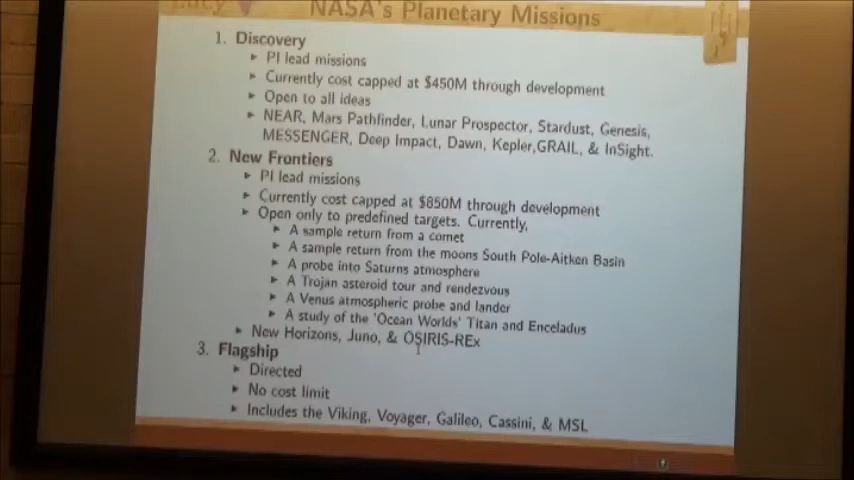 Lucy NASA's Planetary Missions
1. Discovery
▸ PI lead missions
▸ Currently cost capped at $450M through development
▸ Open to all ideas
▸ NEAR, Mars Pathfinder, Lunar Prospector, Stardust, Genesis,
MESSENGER, Deep Impact, Dawn, Kepler,GRAIL, & InSight.
2. New Frontiers
▸ PI lead missions
▸ Currently cost capped at $850M through development
▸ Open only to predefined targets. Currently,
▸ A sample return from a comet
▸ A sample return from the moons South Pole-Aitken Basin
▸ A probe into Saturns atmosphere
▸ A Trojan asteroid tour and rendezvous
▸ A Venus atmospheric probe and lander
▸ A study of the 'Ocean Worlds' Titan and Enceladus
▸ New Horizons, Juno, & OSIRIS-REx
3. Flagship
▸ Directed
▸ No cost limit
▸ Includes the Viking, Voyager, Galileo, Cassini, & MSL